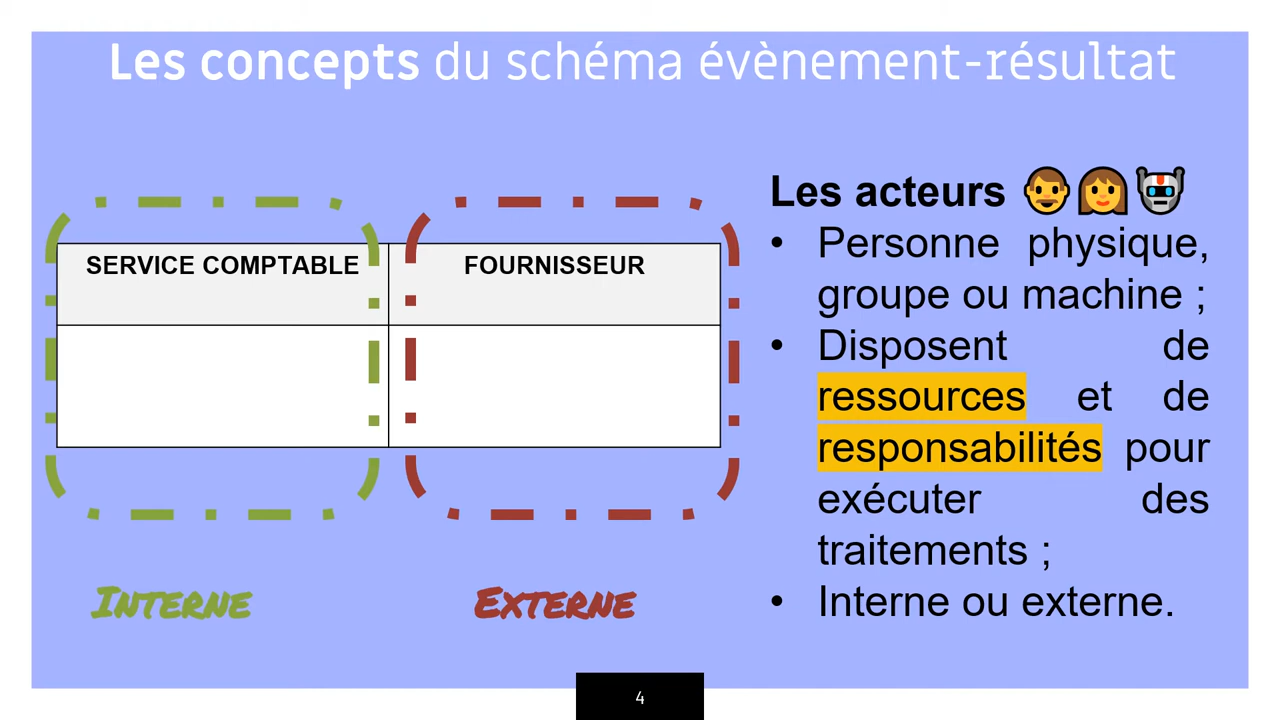 Les concepts du schéma évènement-résultat
SERVICE COMPTABLE
FOURNISSEUR
INTERNE
EXTERNE
Les acteurs
• Personne physique,
groupe ou machine ;
• Disposent de
ressources et de
responsabilités pour
exécuter des
traitements ;
• Interne ou externe.
4